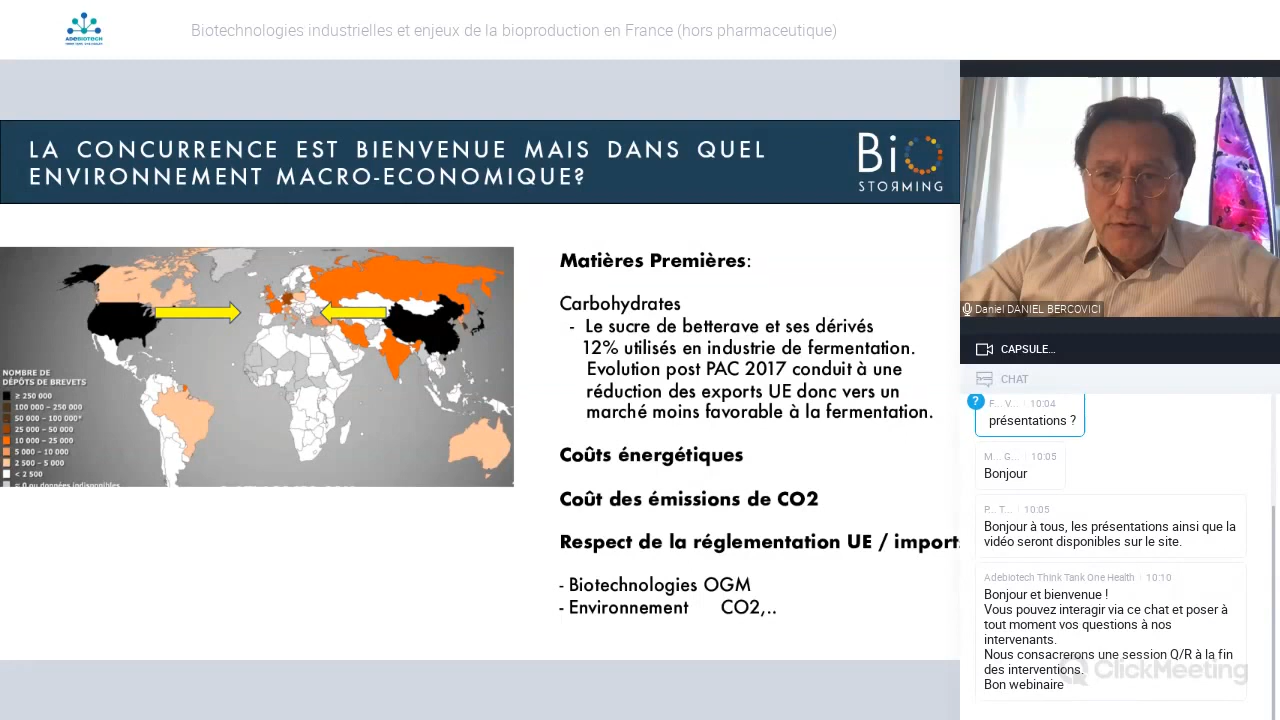 ADEBIOTECH
Biotechnologies industrielles et enjeux de la bioproduction en France (hors pharmaceutique)
LA CONCURRENCE EST BIENVENUE MAIS DANS QUEL
ENVIRONNEMENT MACRO-ECONOMIQUE?
Bi
STORMING
NOMBRE DE
DÉPÔTS DE BREVETS
≥ 250 000
100 000 – 250 000
50 000 – 100 000*
25 000 – 50 000
10 000 – 25 000
5 000 – 10 000
2 500 – 5 000
< 2 500
= 0 ou données indisponibles
Matières Premières:
Carbohydrates
- Le sucre de betterave et ses dérivés
12% utilisés en industrie de fermentation.
Evolution post PAC 2017 conduit à une
réduction des exports UE donc vers un
marché moins favorable à la fermentation.
Coûts énergétiques
Coût des émissions de CO2
Respect de la réglementation UE / import
- Biotechnologies OGM
- Environnement CO2,..
Daniel DANIEL BERCOVICI
CAPSULE...
CHAT
?
F... V... 10:04
présentations ?
M... G... 10:05
Bonjour
P... T... 10:05
Bonjour à tous, les présentations ainsi que la
vidéo seront disponibles sur le site.
Adebiotech Think Tank One Health 10:10
Bonjour et bienvenue !
Vous pouvez interagir via ce chat et poser à
tout moment vos questions à nos
intervenants.
Nous consacrerons une session Q/R à la fin
des interventions.
Bon webinaire
ClickMeeting